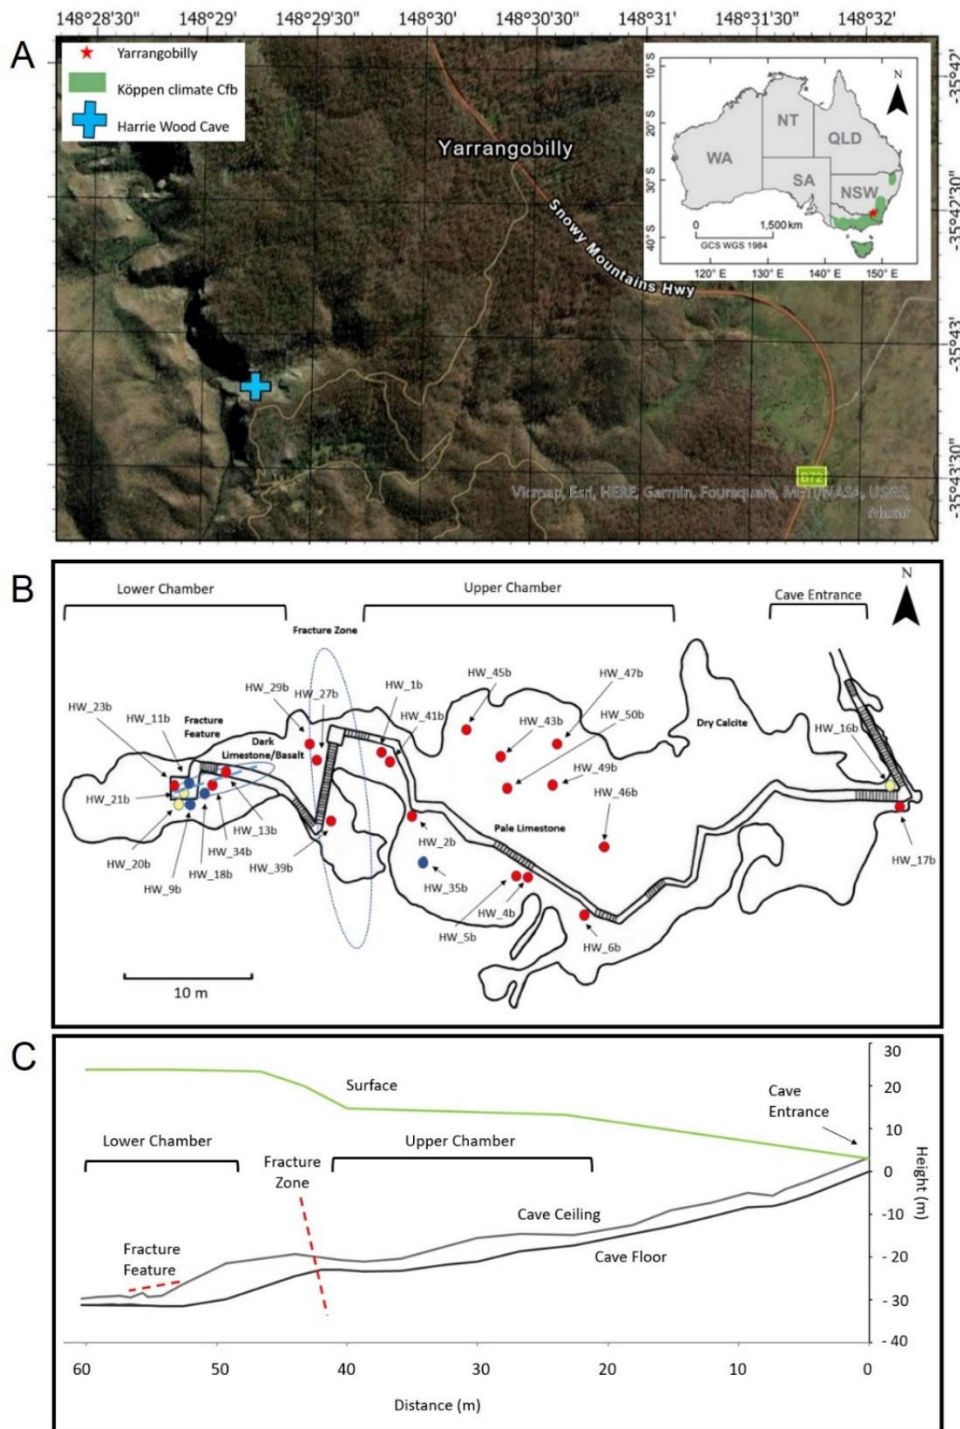 148°28'30" 148°29' 148°29'30" 148°30' 148°30'30" 148°31' 148°31'30" 148°32'
A
Yarrangobilly
Köppen climate Cfb
Harrie Wood Cave
Yarrangobilly
Snowy Mountains Hwy
B72
Vicmap, Esri, HERE, Garmin, Foursquare, METI/NASA, USGS,
Maxar
-35°42'
-35°42'30"
-35°43'
-35°43'30"
N
10° S
20° S
30° S
40° S
WA
NT
QLD
SA
NSW
0 1,500 km
GCS WGS 1984
120° E 130° E 140° E 150° E
B
Lower Chamber
Upper Chamber
Cave Entrance
N
Fracture Zone
HW_29b
HW_27b
HW_1b
HW_45b
HW_47b
HW_23b
HW_11b
Fracture
Feature
HW_41b
HW_43b
HW_50b
Dry Calcite
HW_16b
Dark
Limestone/Basalt
HW_49b
HW_21b
HW_46b
HW_20b
HW_9b
HW_18b
HW_34b
HW_13b
HW_39b
HW_2b
Pale Limestone
HW_35b
HW_4b
HW_5b
HW_6b
HW_17b
10 m
C
Surface
Cave
Entrance
Lower Chamber
Upper Chamber
Fracture
Zone
Cave Ceiling
Cave Floor
Fracture
Feature
30
20
10
0
-10
- 20
- 30
- 40
Height (m)
60 50 40 30 20 10 0
Distance (m)